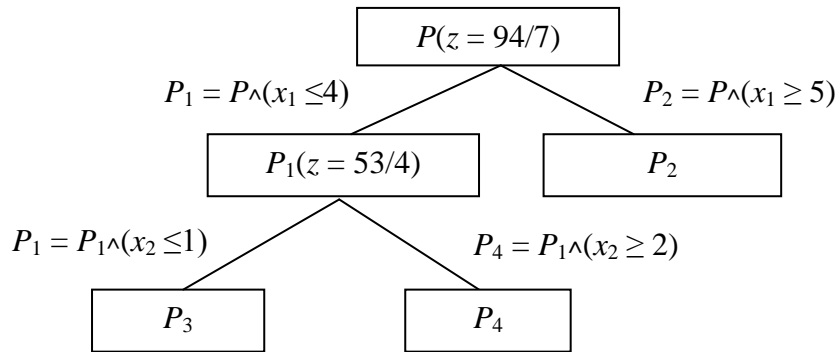 P(z = 94/7)
P₁ = P∧(x₁ ≤4)
P₂ = P∧(x₁ ≥ 5)
P₁(z = 53/4)
P₂
P₁ = P₁∧(x₂ ≤1)
P₄ = P₁∧(x₂ ≥ 2)
P₃
P₄